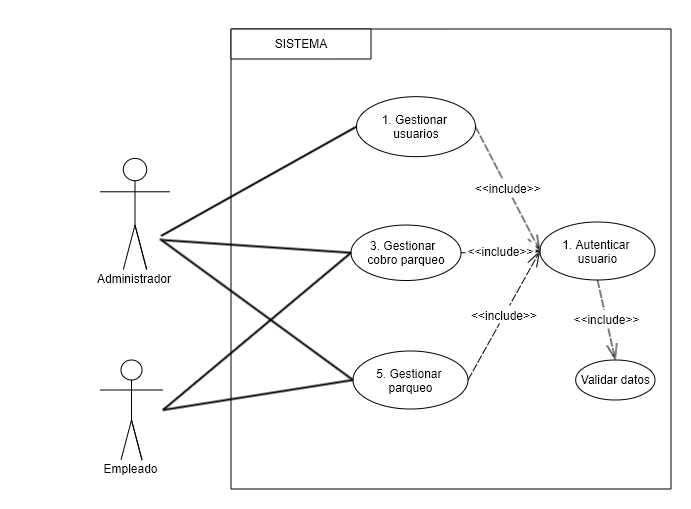 SISTEMA
1. Gestionar
usuarios
<<include>>
Administrador
3. Gestionar
cobro parqueo
<<include>>
1. Autenticar
usuario
<<include>>
<<include>>
5. Gestionar
parqueo
Validar datos
Empleado